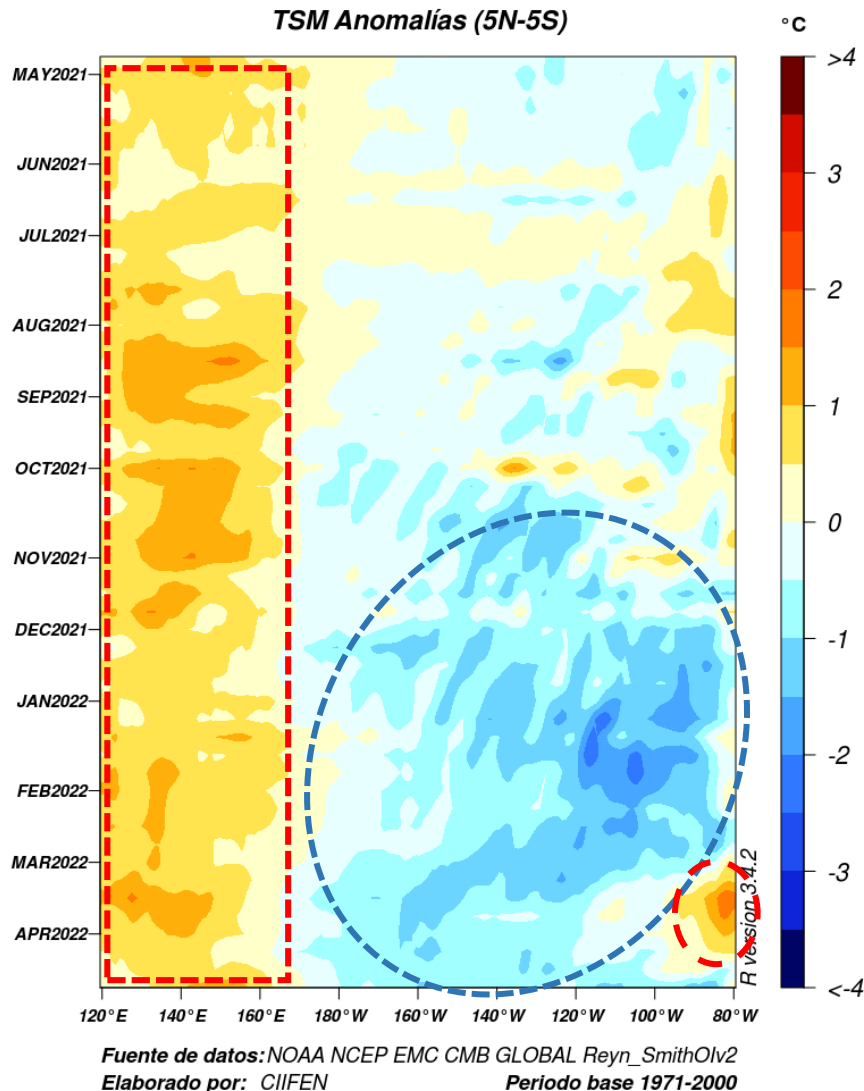 TSM Anomalías (5N-5S)
°C
>4
3
2
1
0
-1
-2
-3
<-4
MAY2021
JUN2021
JUL2021
AUG2021
SEP2021
OCT2021
NOV2021
DEC2021
JAN2022
FEB2022
MAR2022
APR2022
R version 3.4.2
120°E 140°E 160°E 180°W 160°W 140°W 120°W 100°W 80°W
Fuente de datos: NOAA NCEP EMC CMB GLOBAL Reyn_SmithOIv2
Elaborado por: CIIFEN Periodo base 1971-2000